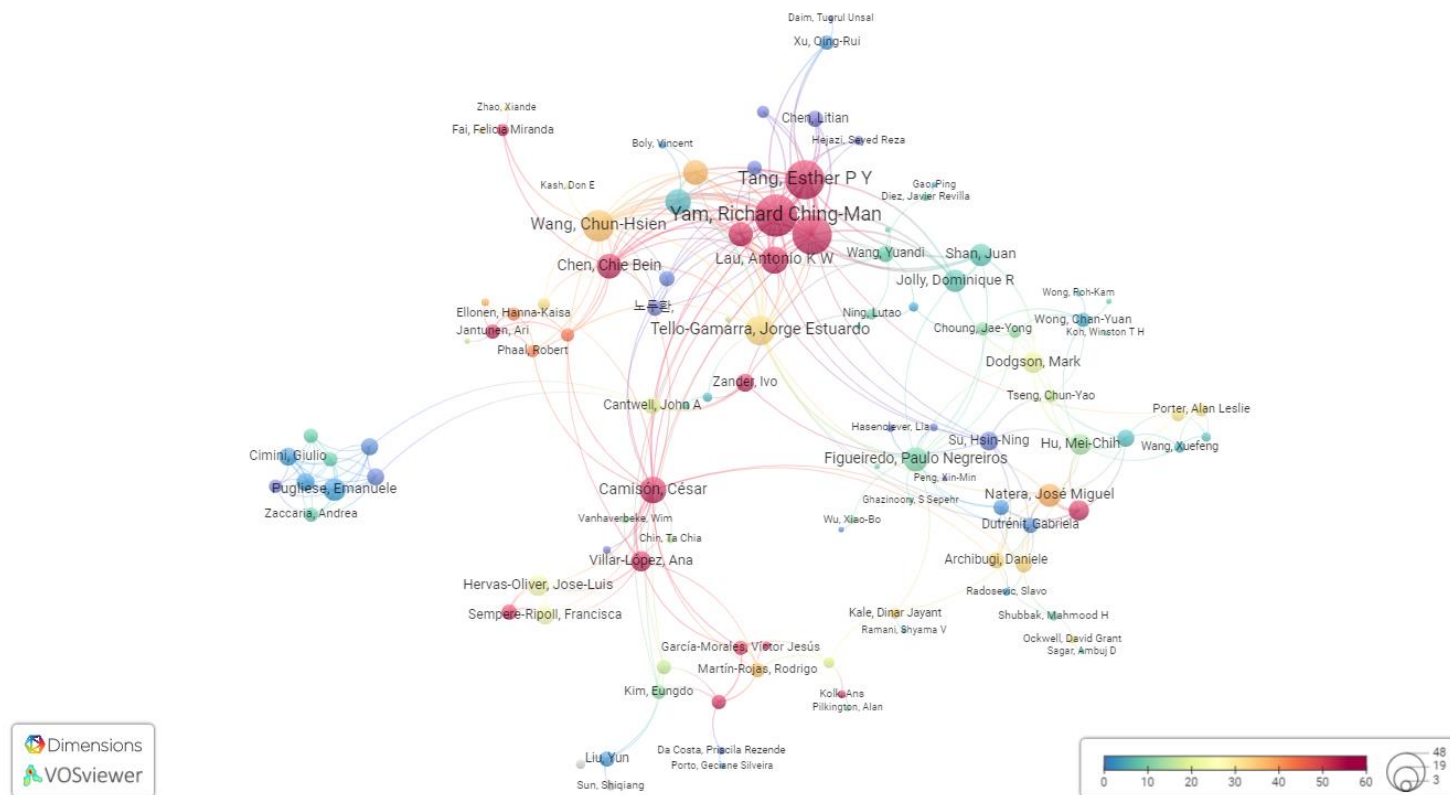 Daim, Tugrul Unsal
Xu, Qing-Rui
Zhao, Xiande
Fai, Felicia Miranda
Chen, Litian
Boly, Vincent
Hejazi, Seyed Reza
Tang, Esther P Y
Kash, Don E
Gao, Ping
Diez, Javier Revilla
Yam, Richard Ching-Man
Wang, Chun-Hsien
Wang, Yuandi
Shan, Juan
Lau, Antonio K W
Chen, Chie Bein
Jolly, Dominique R
Wong, Poh-Kam
노두환,
Ning, Lutao
Wong, Chan-Yuan
Ellonen, Hanna-Kaisa
Tello-Gamarra, Jorge Estuardo
Choung, Jae-Yong
Koh, Winston T H
Jantunen, Ari
Phaal, Robert
Dodgson, Mark
Zander, Ivo
Tseng, Chun-Yao
Cantwell, John A
Porter, Alan Leslie
Hasenclever, Lia
Su, Hsin-Ning
Hu, Mei-Chih
Wang, Xuefeng
Cimini, Giulio
Figueiredo, Paulo Negreiros
Peng, Xin-Min
Pugliese, Emanuele
Camisón, César
Natera, José Miguel
Ghazinoory, S Sepehr
Zaccaria, Andrea
Vanhaverbeke, Wim
Wu, Xiao-Bo
Dutrénit, Gabriela
Chin, Ta Chia
Villar-López, Ana
Archibugi, Daniele
Hervas-Oliver, Jose-Luis
Radosevic, Slavo
Sempere-Ripoll, Francisca
Kale, Dinar Jayant
Shubbak, Mahmood H
Ramani, Shyama V
Ockwell, David Grant
García-Morales, Víctor Jesús
Sagar, Ambuj D
Martín-Rojas, Rodrigo
Kim, Eungdo
Kolk, Ans
Pilkington, Alan
Da Costa, Priscila Rezende
Liu, Yun
Porto, Geciane Silveira
Sun, Shiqiang
Dimensions
VOSviewer
0 10 20 30 40 50 60
48
19
3